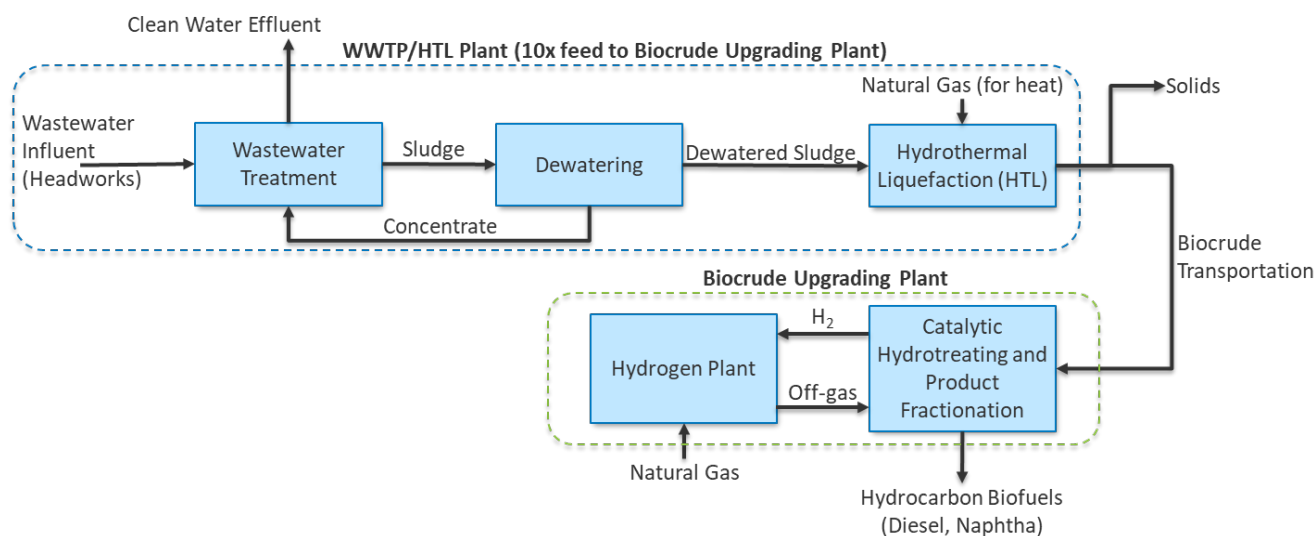 Clean Water Effluent
WWTP/HTL Plant (10x feed to Biocrude Upgrading Plant)
Natural Gas (for heat)
Solids
Wastewater
Influent
(Headworks)
Wastewater
Treatment
Sludge
Dewatering
Dewatered Sludge
Hydrothermal
Liquefaction (HTL)
Concentrate
Biocrude
Transportation
Biocrude Upgrading Plant
Hydrogen Plant
H₂
Off-gas
Catalytic
Hydrotreating and
Product
Fractionation
Natural Gas
Hydrocarbon Biofuels
(Diesel, Naphtha)